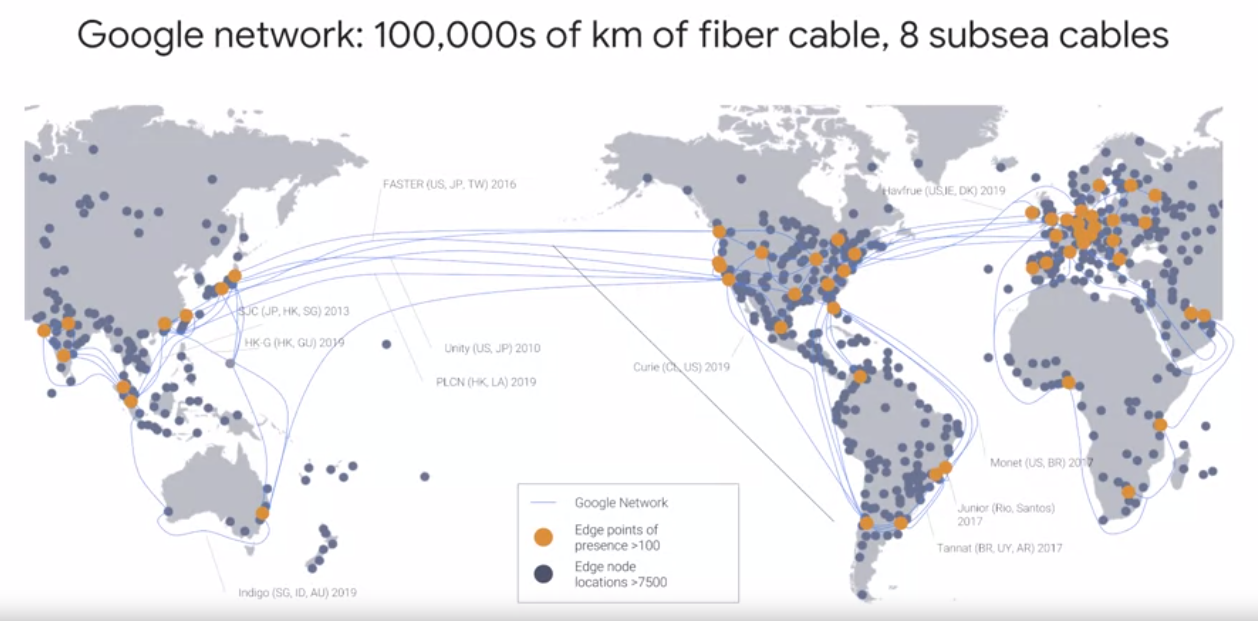 Google network: 100,000s of km of fiber cable, 8 subsea cables
FASTER (US, JP, TW) 2016
Havfrue (US,IE, DK) 2019
SJC (JP, HK, SG) 2013
HK-G (HK, GU) 2019
Unity (US, JP) 2010
PLCN (HK, LA) 2019
Curie (CL, US) 2019
Monet (US, BR) 2017
Junior (Rio, Santos)
2017
Tannat (BR, UY, AR) 2017
Indigo (SG, ID, AU) 2019
Google Network
Edge points of
presence >100
Edge node
locations >7500